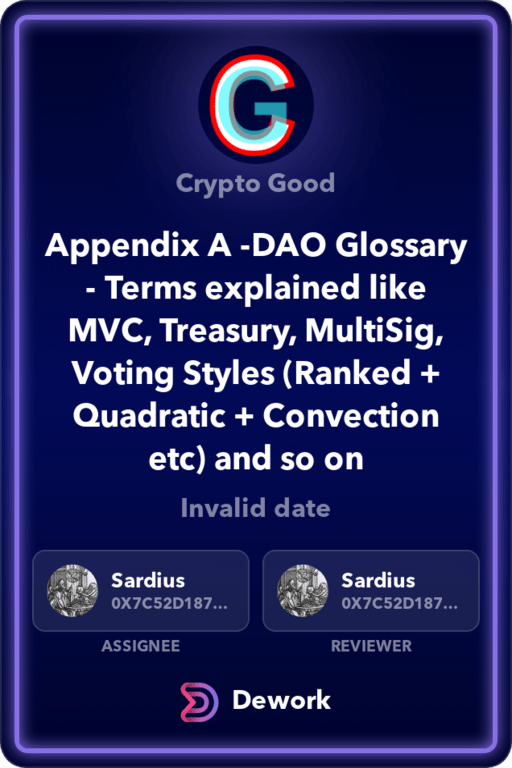 G
Crypto Good
Appendix A -DAO Glossary
- Terms explained like
MVC, Treasury, MultiSig,
Voting Styles (Ranked +
Quadratic + Convection
etc) and so on
Invalid date
Sardius
0X7C52D187...
ASSIGNEE
Sardius
0X7C52D187...
REVIEWER
Dework